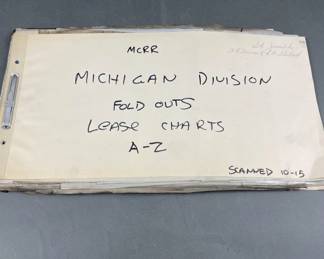 MCRR
MICHIGAN DIVISION
FOLD OUTS
LEASE CHARTS
A-Z
SCANNED 10-15